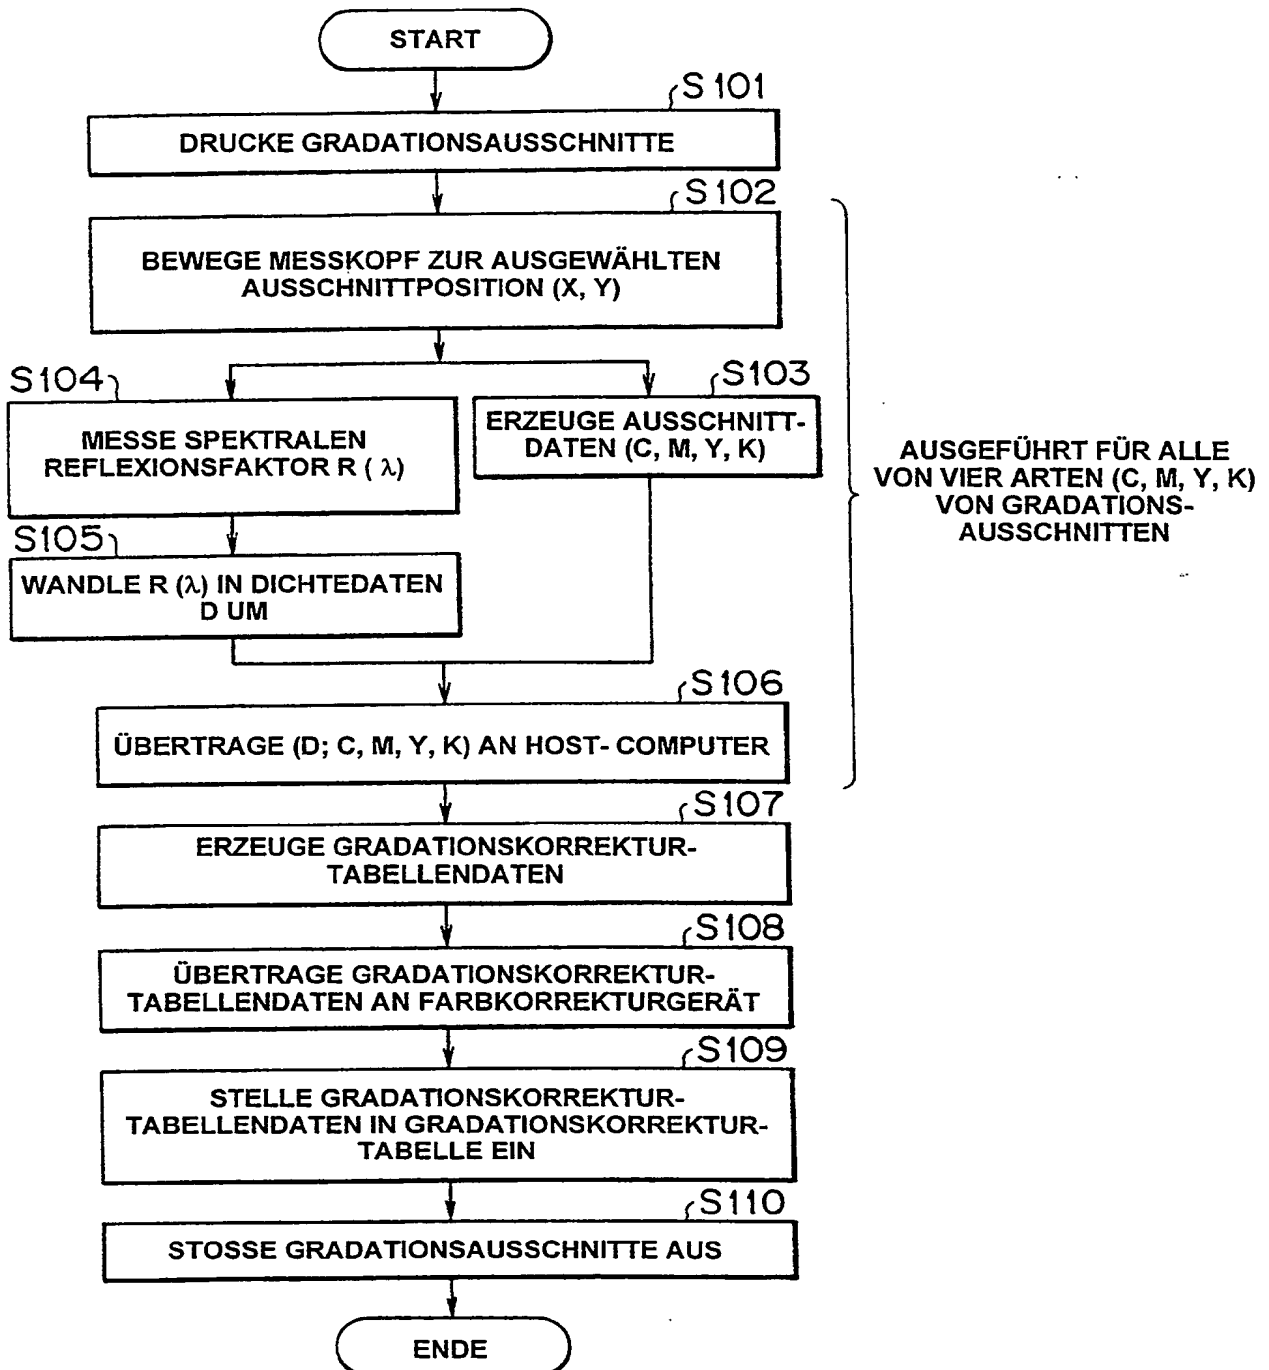 START
S101
DRUCKE GRADATIONSAUSSCHNITTE
S102
BEWEGE MESSKOPF ZUR AUSGEWÄHLTEN
AUSSCHNITTPOSITION (X, Y)
S104
MESSE SPEKTRALEN
REFLEXIONSFAKTOR R ( λ)
S103
ERZEUGE AUSSCHNITT-
DATEN (C, M, Y, K)
S105
WANDLE R (λ) IN DICHTEDATEN
D UM
S106
ÜBERTRAGE (D; C, M, Y, K) AN HOST- COMPUTER
AUSGEFÜHRT FÜR ALLE
VON VIER ARTEN (C, M, Y, K)
VON GRADATIONS-
AUSSCHNITTEN
S107
ERZEUGE GRADATIONSKORREKTUR-
TABELLENDATEN
S108
ÜBERTRAGE GRADATIONSKORREKTUR-
TABELLENDATEN AN FARBKORREKTURGERÄT
S109
STELLE GRADATIONSKORREKTUR-
TABELLENDATEN IN GRADATIONSKORREKTUR-
TABELLE EIN
S110
STOSSE GRADATIONSAUSSCHNITTE AUS
ENDE